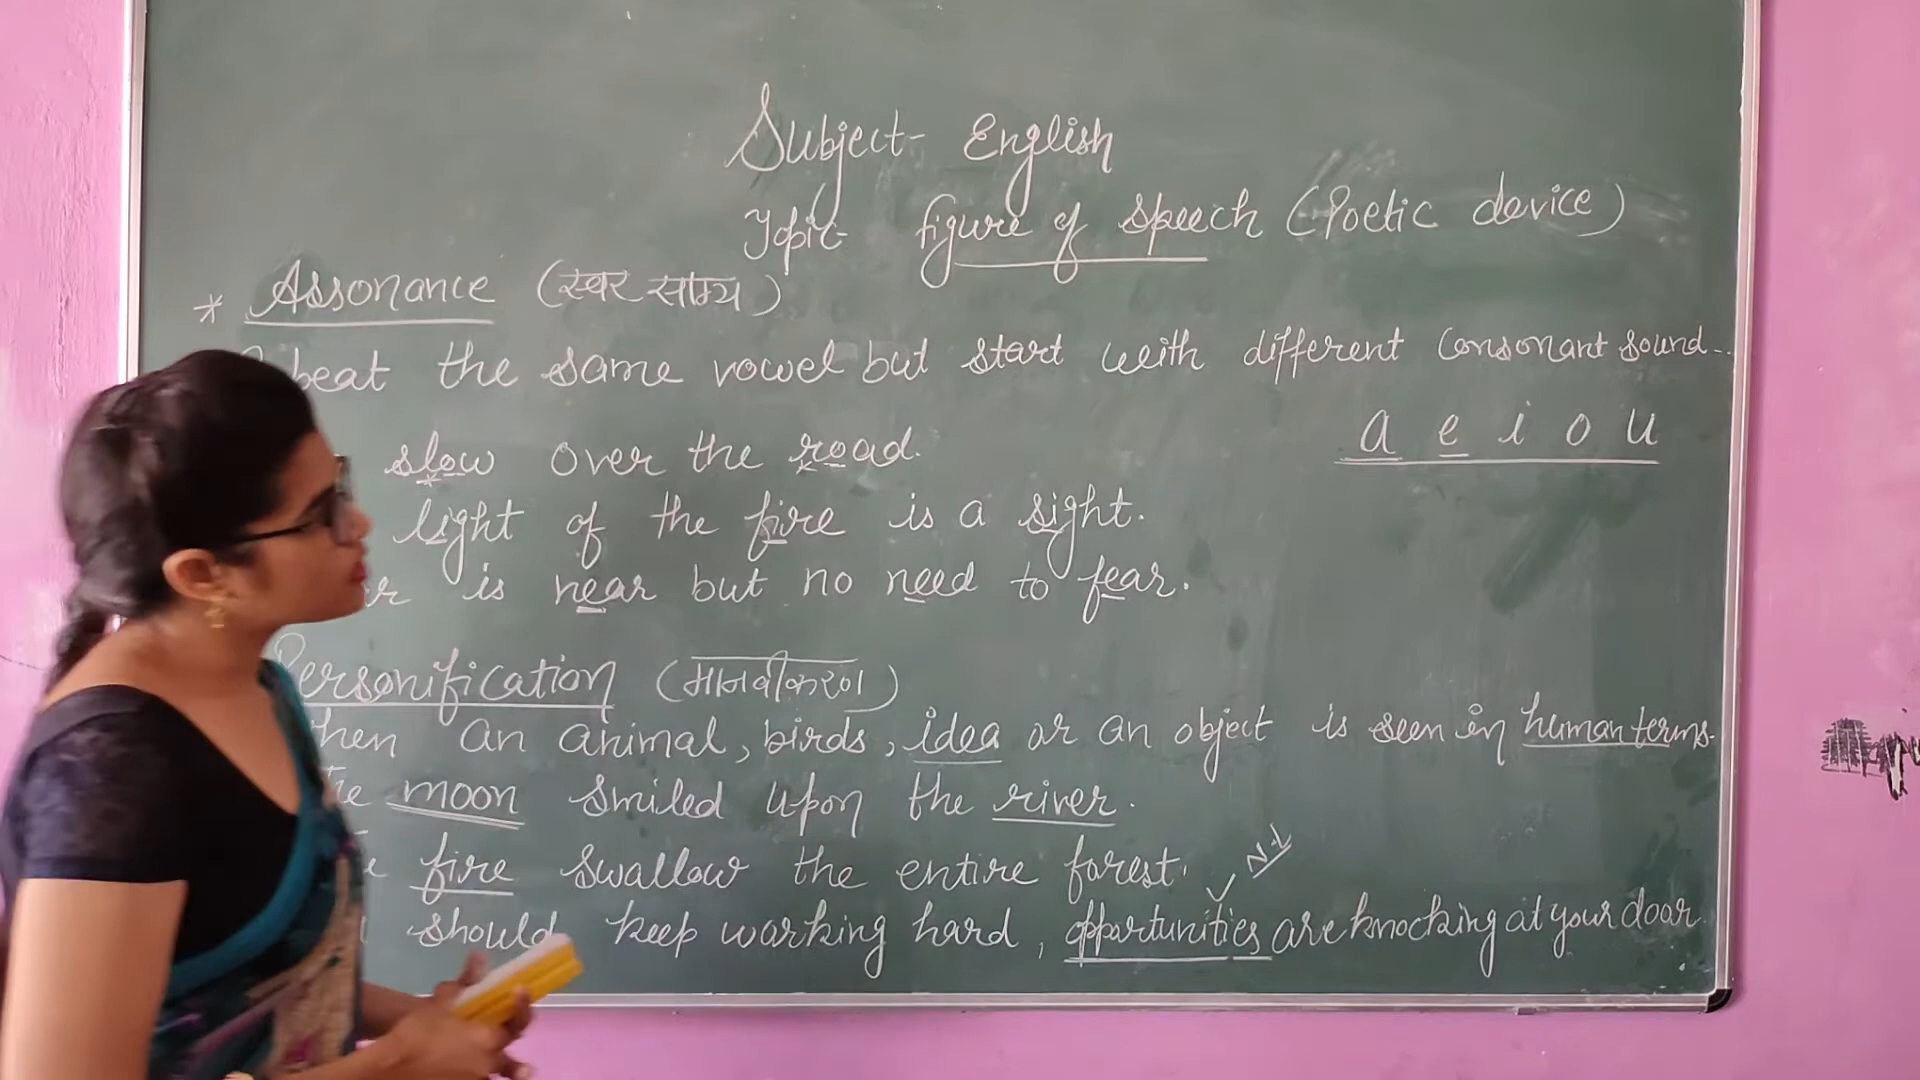 Subject- English
Topic- figure of speech (Poetic device)
* Assonance (स्वर साम्य)
peat the same vowel but start with different Consonant sound..
a e i o u
slow over the road.
light of the fire is a sight.
r is near but no need to fear.
Personification (मानवीकरण)
hen an animal, birds, idea or an object is seen in human terms.
he moon smiled upon the river.
e fire swallow the entire forest.
should keep working hard, opportunities are knocking at your door